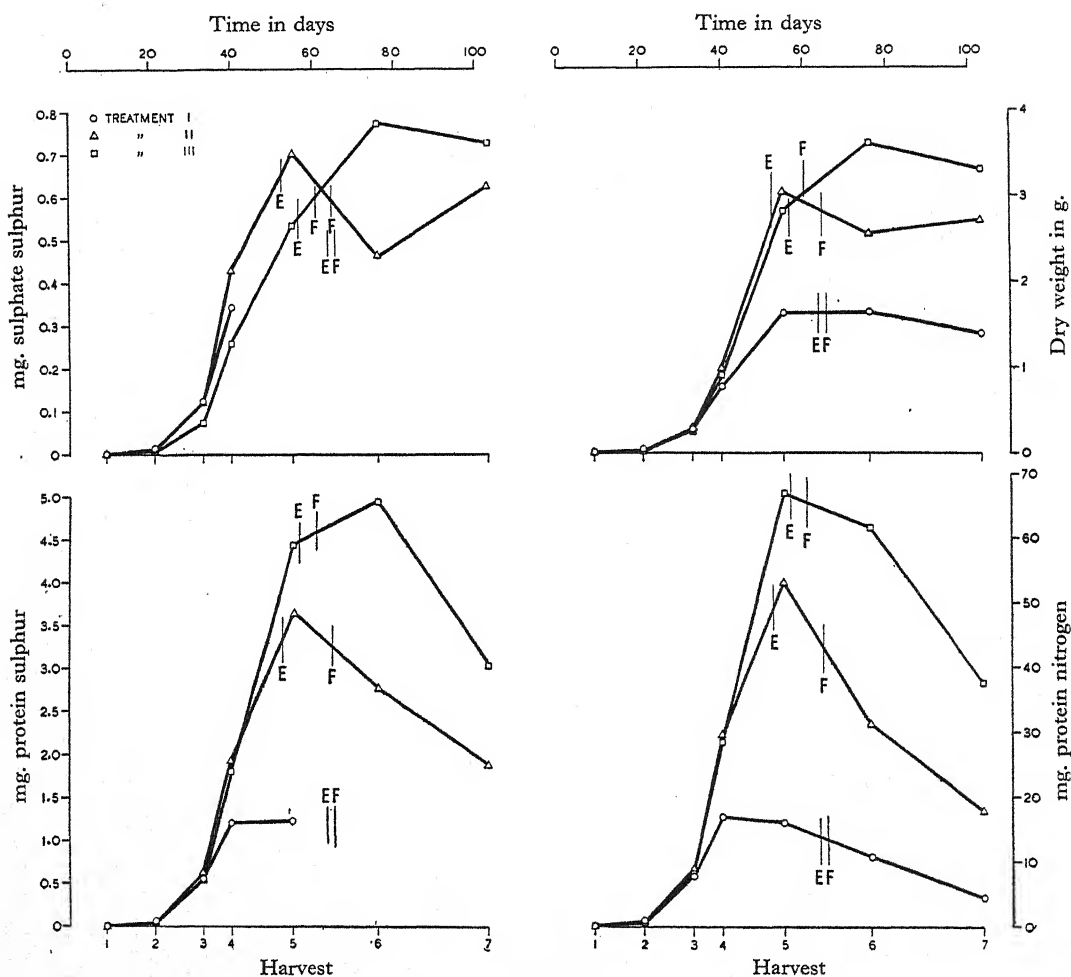 Time in days
0 20 40 60 80 100
Time in days
0 20 40 60 80 100
mg. sulphate sulphur
0.8
0.7
0.6
0.5
0.4
0.3
0.2
0.1
0
TREATMENT I
" II
" III
E
E
F
F
EF
E
F
E
F
EF
4
3
2
1
0
Dry weight in g.
mg. protein sulphur
5.0
4.5
4.0
3.5
3.0
2.5
2.0
1.5
1.0
0.5
0
E
F
E
F
EF
1 2 3 4 5 6 7
Harvest
E
F
E
F
EF
70
60
50
40
30
20
10
0
mg. protein nitrogen
1 2 3 4 5 6 7
Harvest